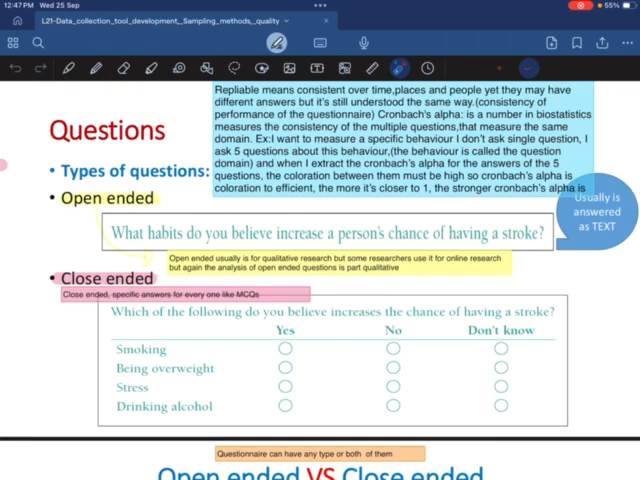 12:47 PM Wed 25 Sep
55%
L21-Data_collection_tool_development,_Sampling_methods,_quality
Repliable means consistent over time,places and people yet they may have
different answers but it's still understood the same way.(consistency of
performance of the questionnaire) Cronbach's alpha: is a number in biostatistics
measures the consistency of the multiple questions,that measure the same
domain. Ex:I want to measure a specific behaviour I don't ask single question, I
ask 5 questions about this behaviour,(the behaviour is called the question
domain) and when I extract the cronbach's alpha for the answers of the 5
questions, the coloration between them must be high so cronbach's alpha is
coloration to efficient, the more it's closer to 1, the stronger cronbach's alpha is
Questions
• Types of questions:
• Open ended
Usually is
answered
as TEXT
What habits do you believe increase a person's chance of having a stroke?
Open ended usually is for qualitative research but some researchers use it for online research
but again the analysis of open ended questions is part qualitative
• Close ended
Close ended, specific answers for every one like MCQs
Which of the following do you believe increases the chance of having a stroke?
Yes No Don't know
Smoking
Being overweight
Stress
Drinking alcohol
Questionnaire can have any type or both of them
Open ended VS Close ended